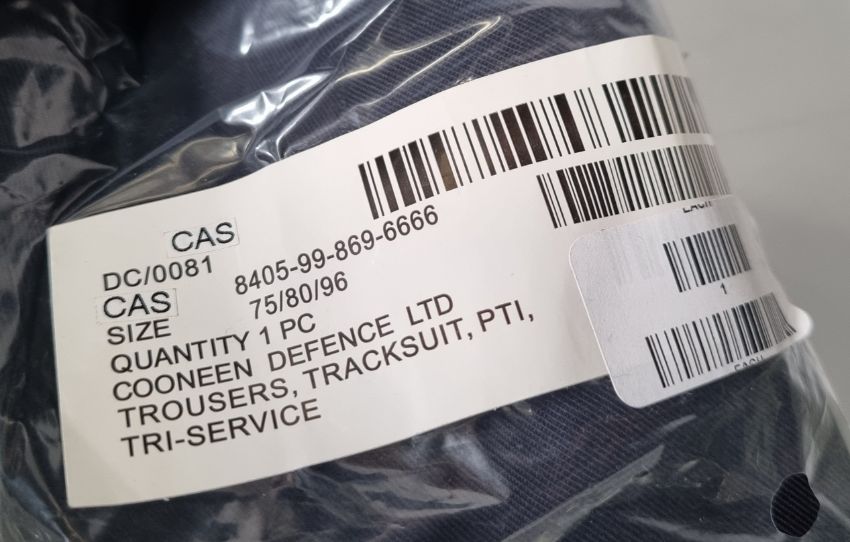 CAS
DC/0081
CAS 8405-99-869-6666
SIZE 75/80/96
QUANTITY 1 PC
COONEEN DEFENCE LTD
TROUSERS, TRACKSUIT, PTI,
TRI-SERVICE
1